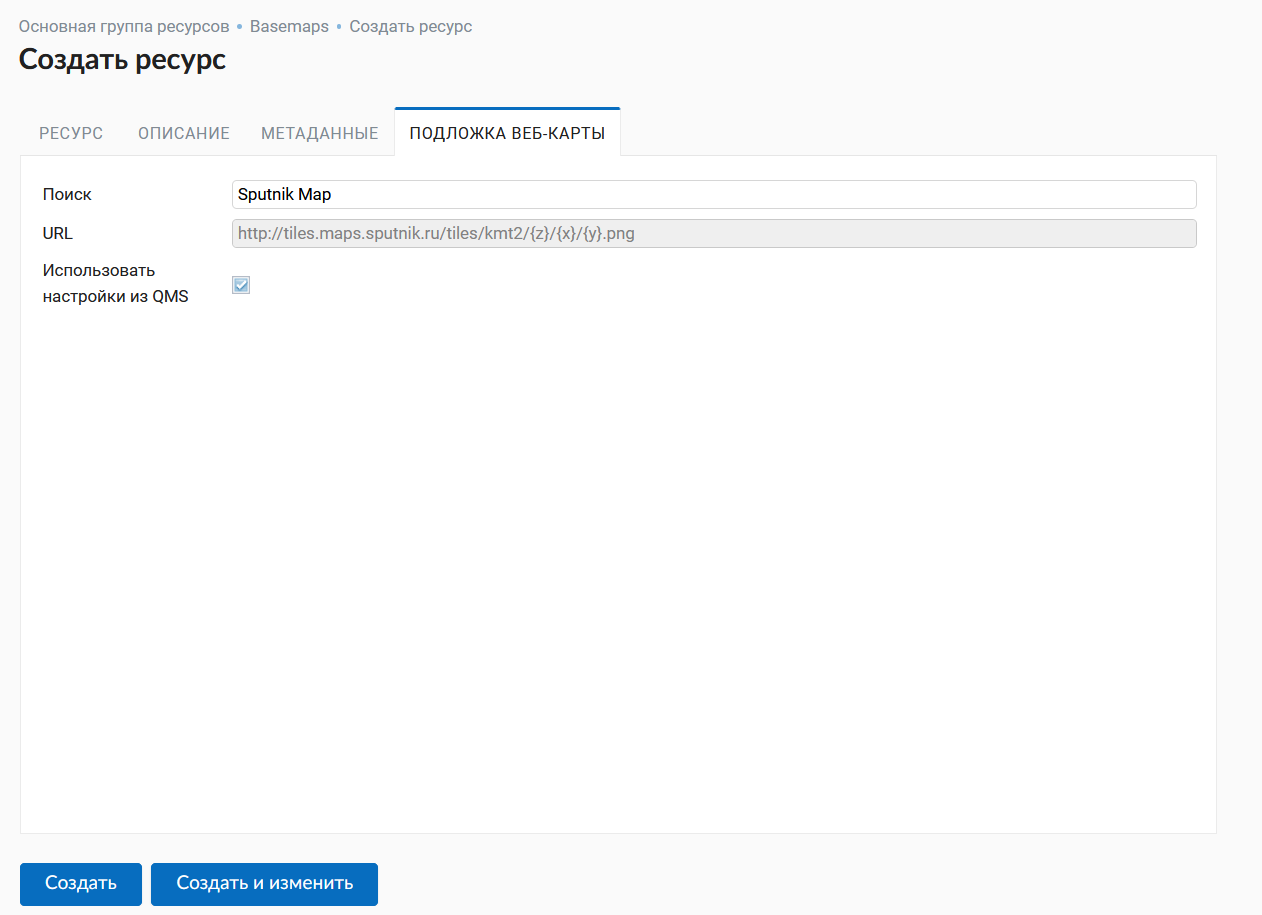 Основная группа ресурсов • Basemaps • Создать ресурс
Создать ресурс
РЕСУРС ОПИСАНИЕ МЕТАДАННЫЕ ПОДЛОЖКА ВЕБ-КАРТЫ
Поиск Sputnik Map
URL http://tiles.maps.sputnik.ru/tiles/kmt2/{z}/{x}/{y}.png
Использовать
настройки из QMS
Создать Создать и изменить